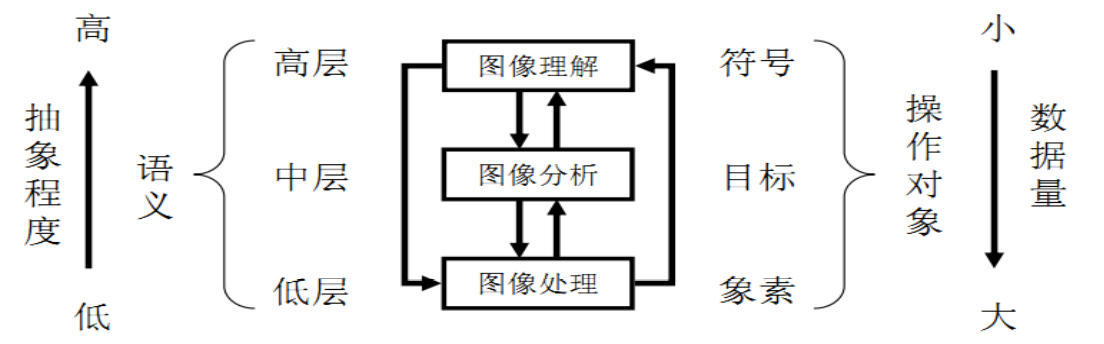 高
小
高层
图像理解
符号
抽象程度
语义
中层
图像分析
目标
操作对象
数据量
低层
图像处理
象素
低
大